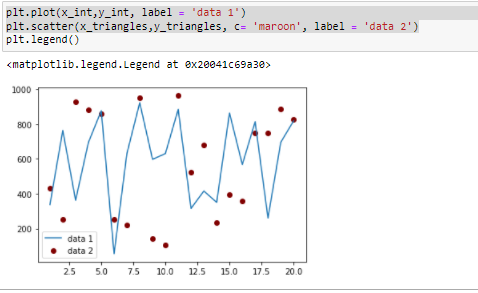 plt.plot(x_int,y_int, label = 'data 1')
plt.scatter(x_triangles,y_triangles, c= 'maroon', label = 'data 2')
plt.legend()
<matplotlib.legend.Legend at 0x20041c69a30>
1000
800
600
400
200
data 1
data 2
2.5 5.0 7.5 10.0 12.5 15.0 17.5 20.0